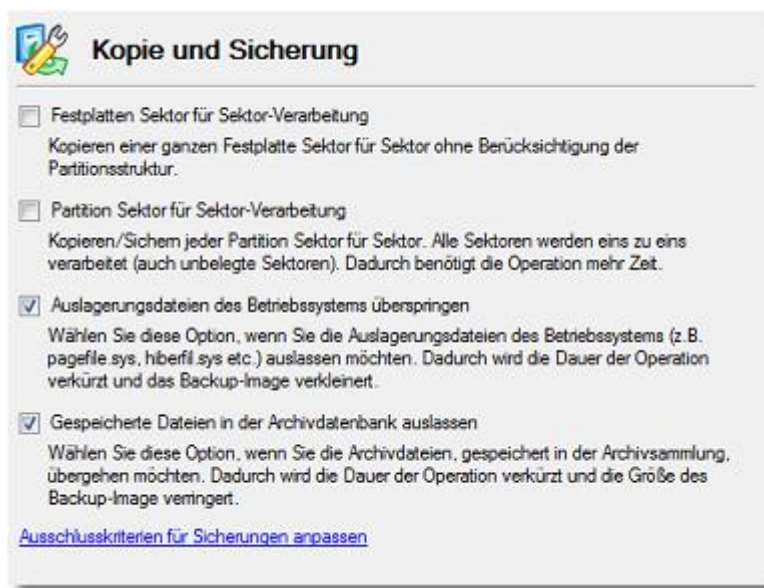 Kopie und Sicherung
Festplatten Sektor für Sektor-Verarbeitung
Kopieren einer ganzen Festplatte Sektor für Sektor ohne Berücksichtigung der
Partitionsstruktur.
Partition Sektor für Sektor-Verarbeitung
Kopieren/Sichern jeder Partition Sektor für Sektor. Alle Sektoren werden eins zu eins
verarbeitet (auch unbelegte Sektoren). Dadurch benötigt die Operation mehr Zeit.
Auslagerungsdateien des Betriebssystems überspringen
Wählen Sie diese Option, wenn Sie die Auslagerungsdateien des Betriebssystems (z.B.
pagefile.sys, hiberfil.sys etc.) auslassen möchten. Dadurch wird die Dauer der Operation
verkürzt und das Backup-Image verkleinert.
Gespeicherte Dateien in der Archivdatenbank auslassen
Wählen Sie diese Option, wenn Sie die Archivdateien, gespeichert in der Archivsammlung,
übergehen möchten. Dadurch wird die Dauer der Operation verkürzt und die Größe des
Backup-Image verringert.
Ausschlusskriterien für Sicherungen anpassen